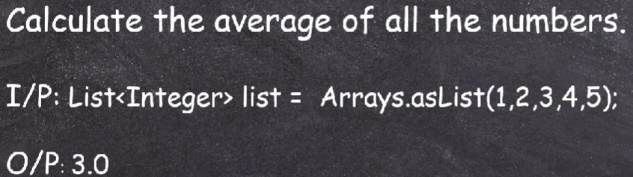 Calculate the average of all the numbers.
I/P: List<Integer> list = Arrays.asList(1,2,3,4,5);
O/P: 3.0